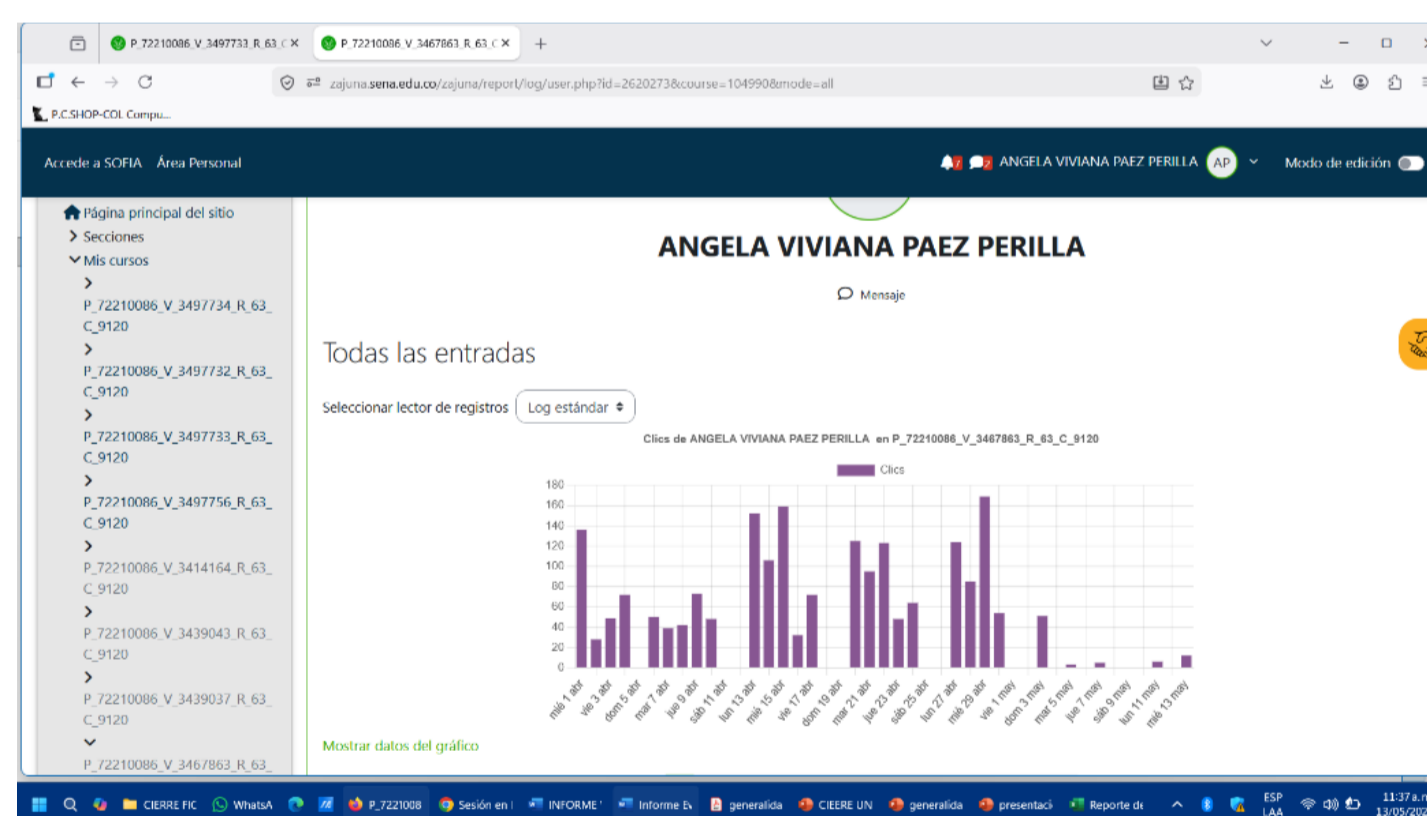 P_72210086_V_3497733_R_63_C
P_72210086_V_3467863_R_63_C
zajuna.sena.edu.co/zajuna/report/log/user.php?id=2620273&course=104990&mode=all
P.C.SHOP-COL Compu...
Accede a SOFIA Área Personal
7 2 ANGELA VIVIANA PAEZ PERILLA AP Modo de edición
Página principal del sitio
Secciones
Mis cursos
P_72210086_V_3497734_R_63_
C_9120
P_72210086_V_3497732_R_63_
C_9120
P_72210086_V_3497733_R_63_
C_9120
P_72210086_V_3497756_R_63_
C_9120
P_72210086_V_3414164_R_63_
C_9120
P_72210086_V_3439043_R_63_
C_9120
P_72210086_V_3439037_R_63_
C_9120
P_72210086_V_3467863_R_63_
ANGELA VIVIANA PAEZ PERILLA
Mensaje
Todas las entradas
Seleccionar lector de registros Log estándar
Clics de ANGELA VIVIANA PAEZ PERILLA en P_72210086_V_3467863_R_63_C_9120
Clics
180
160
140
120
100
80
60
40
20
0
mié 1 abr
vie 3 abr
dom 5 abr
mar 7 abr
jue 9 abr
sáb 11 abr
lun 13 abr
mié 15 abr
vie 17 abr
dom 19 abr
mar 21 abr
jue 23 abr
sáb 25 abr
lun 27 abr
mié 29 abr
vie 1 may
dom 3 may
mar 5 may
jue 7 may
sáb 9 may
lun 11 may
mié 13 may
Mostrar datos del gráfico
CIERRE FIC WhatsA P_7221008 Sesión en INFORME Informe generalida CIEERE UN generalida presentaci Reporte de
ESP
LAA
11:37 a.
13/05/202